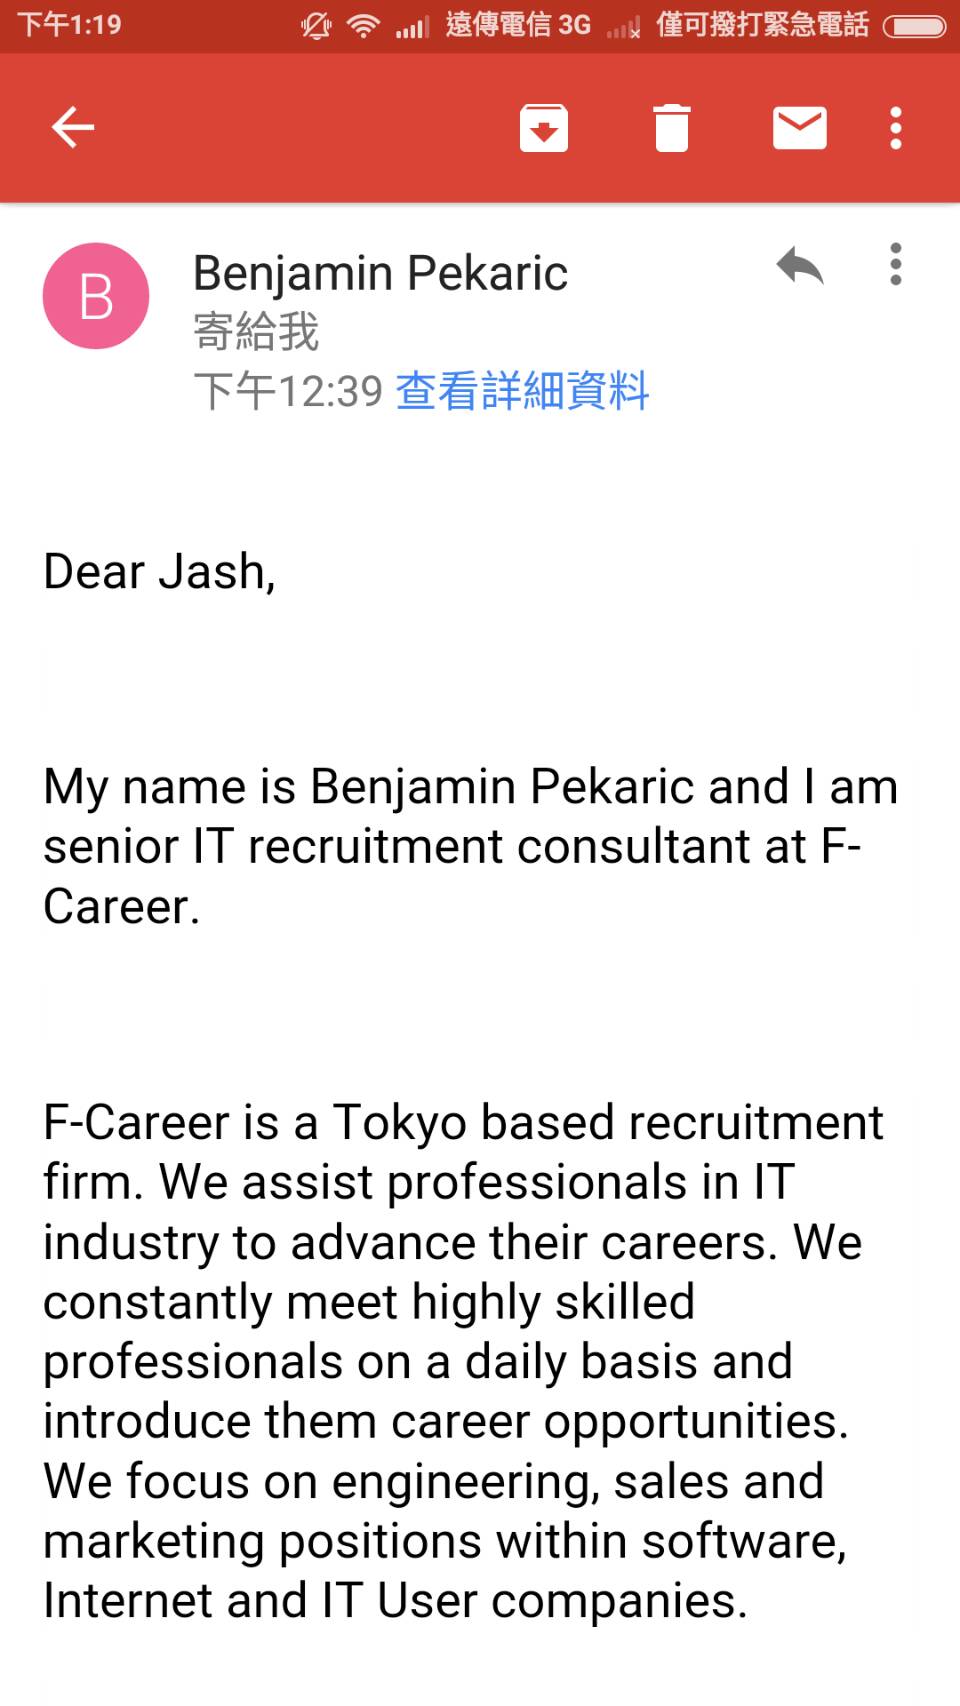 下午1:19 遠傳電信 3G 僅可撥打緊急電話
B
Benjamin Pekaric
寄給我
下午12:39 查看詳細資料
Dear Jash,
My name is Benjamin Pekaric and I am
senior IT recruitment consultant at F-
Career.
F-Career is a Tokyo based recruitment
firm. We assist professionals in IT
industry to advance their careers. We
constantly meet highly skilled
professionals on a daily basis and
introduce them career opportunities.
We focus on engineering, sales and
marketing positions within software,
Internet and IT User companies.